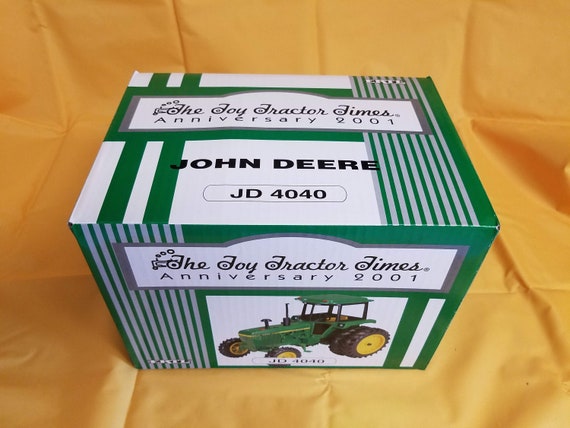 The Toy Tractor Times®
Anniversary 2001
JOHN DEERE
JD 4040
The Toy Tractor Times®
Anniversary 2001
JD 4040